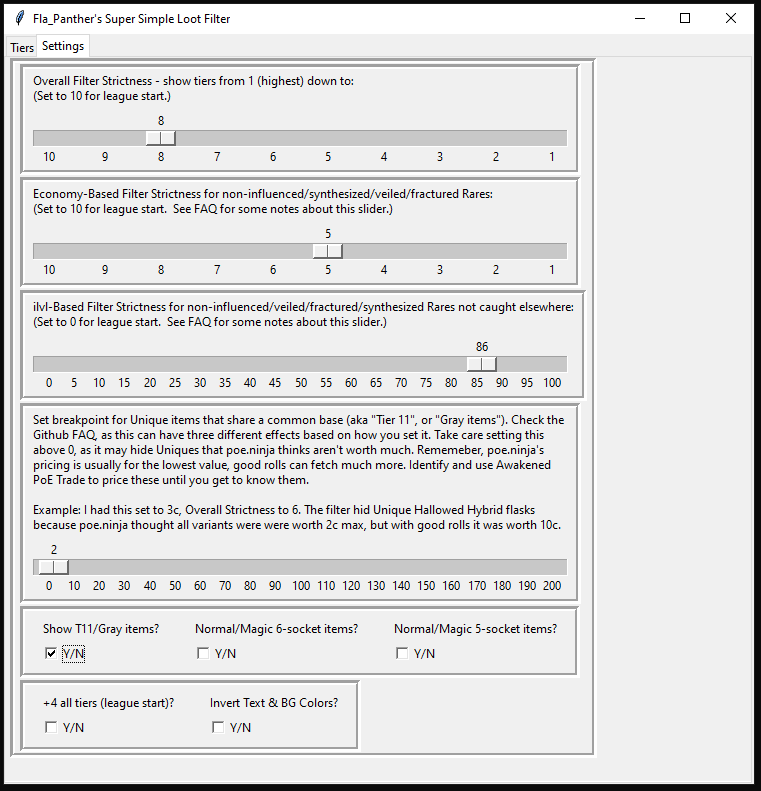 Fla_Panther's Super Simple Loot Filter
Tiers Settings
Overall Filter Strictness - show tiers from 1 (highest) down to:
(Set to 10 for league start.)
8
10 9 8 7 6 5 4 3 2 1
Economy-Based Filter Strictness for non-influenced/synthesized/veiled/fractured Rares:
(Set to 10 for league start.  See FAQ for some notes about this slider.)
5
10 9 8 7 6 5 4 3 2 1
ilvl-Based Filter Strictness for non-influenced/veiled/fractured/synthesized Rares not caught elsewhere:
(Set to 0 for league start.  See FAQ for some notes about this slider.)
86
0 5 10 15 20 25 30 35 40 45 50 55 60 65 70 75 80 85 90 95 100
Set breakpoint for Unique items that share a common base (aka "Tier 11", or "Gray items"). Check the
Github FAQ, as this can have three different effects based on how you set it. Take care setting this
above 0, as it may hide Uniques that poe.ninja thinks aren't worth much. Rememeber, poe.ninja's
pricing is usually for the lowest value, good rolls can fetch much more. Identify and use Awakened
PoE Trade to price these until you get to know them.
Example: I had this set to 3c, Overall Strictness to 6. The filter hid Unique Hallowed Hybrid flasks
because poe.ninja thought all variants were were worth 2c max, but with good rolls it was worth 10c.
2
0 10 20 30 40 50 60 70 80 90 100 110 120 130 140 150 160 170 180 190 200
Show T11/Gray items? Normal/Magic 6-socket items? Normal/Magic 5-socket items?
Y/N Y/N Y/N
+4 all tiers (league start)? Invert Text & BG Colors?
Y/N Y/N